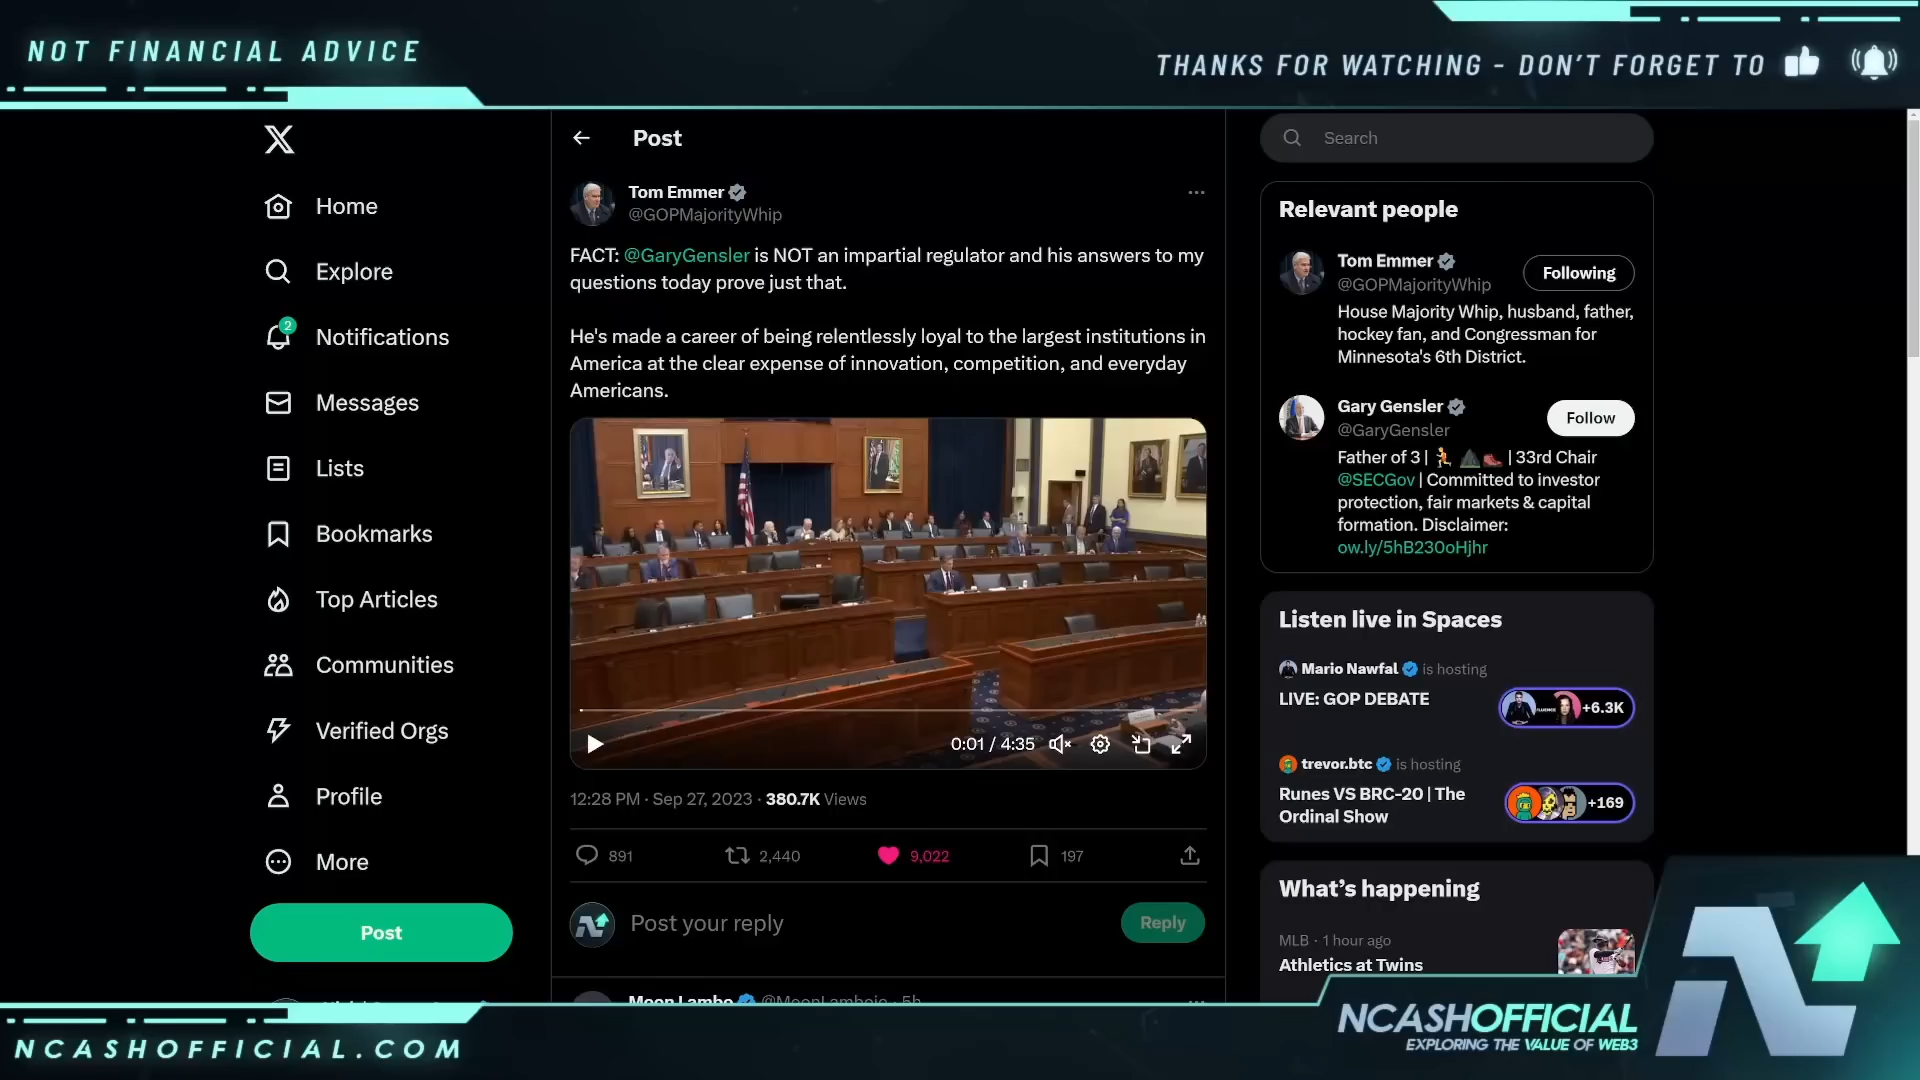 NOT FINANCIAL ADVICE
THANKS FOR WATCHING - DON'T FORGET TO
Home
Explore
2
Notifications
Messages
Lists
Bookmarks
Top Articles
Communities
Verified Orgs
Profile
More
Post
Post
Tom Emmer
@GOPMajorityWhip
FACT: @GaryGensler is NOT an impartial regulator and his answers to my
questions today prove just that.
He's made a career of being relentlessly loyal to the largest institutions in
America at the clear expense of innovation, competition, and everyday
Americans.
0:01 / 4:35
12:28 PM · Sep 27, 2023 · 380.7K Views
891
2,440
9,022
197
Post your reply
Reply
Moon Lambo @MoonLamboio · 5h
Search
Relevant people
Tom Emmer
@GOPMajorityWhip
Following
House Majority Whip, husband, father,
hockey fan, and Congressman for
Minnesota's 6th District.
Gary Gensler
@GaryGensler
Follow
Father of 3 | 🏃 ⛰️🥾 | 33rd Chair
@SECGov | Committed to investor
protection, fair markets & capital
formation. Disclaimer:
ow.ly/5hB230oHjhr
Listen live in Spaces
Mario Nawfal is hosting
LIVE: GOP DEBATE
+6.3K
trevor.btc is hosting
Runes VS BRC-20 | The
Ordinal Show
+169
What's happening
MLB · 1 hour ago
Athletics at Twins
NCASHOFFICIAL.COM
NCASHOFFICIAL
EXPLORING THE VALUE OF WEB3